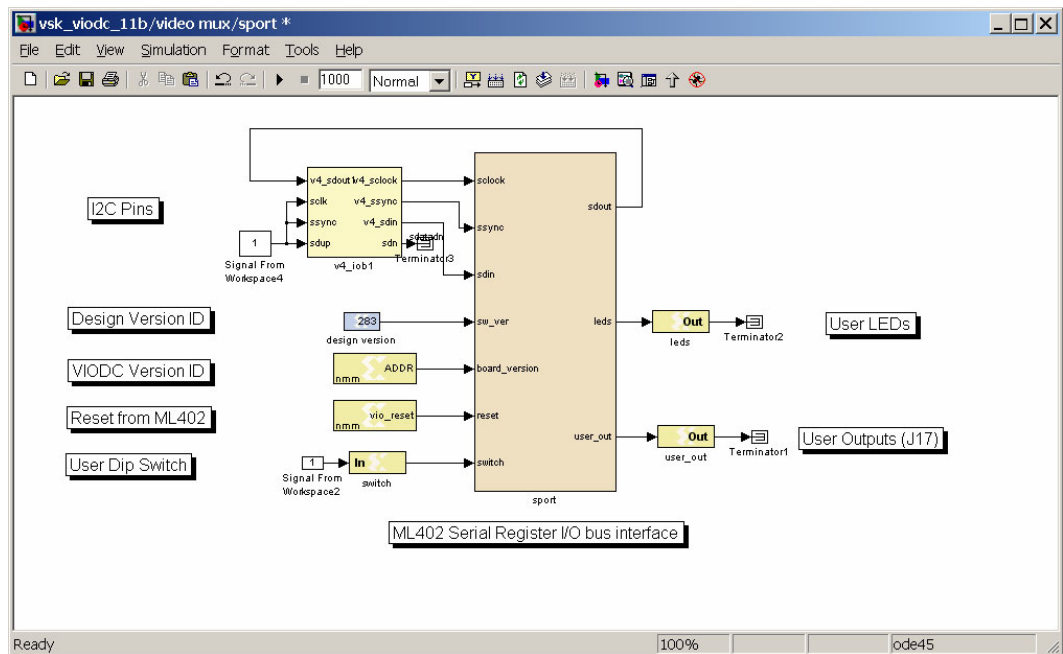 vsk_viodc_11b/video mux/sport *
File Edit View Simulation Format Tools Help
1000 Normal
I2C Pins
v4_sdout1 v4_sclock
sclk v4_ssync
ssync v4_sdin
sdup sdn
v4_iob1
1
Signal From
Workspace4
Terminator3
sclock
ssync
sdin
sw_ver
board_version
reset
switch
sdout
leds
user_out
sport
Design Version ID
283
design version
VIODC Version ID
ADDR
nmm
Reset from ML402
vio_reset
nmm
User Dip Switch
1
Signal From
Workspace2
In
switch
Out
leds
Terminator2
User LEDs
Out
user_out
Terminator1
User Outputs (J17)
ML402 Serial Register I/O bus interface
Ready 100% ode45